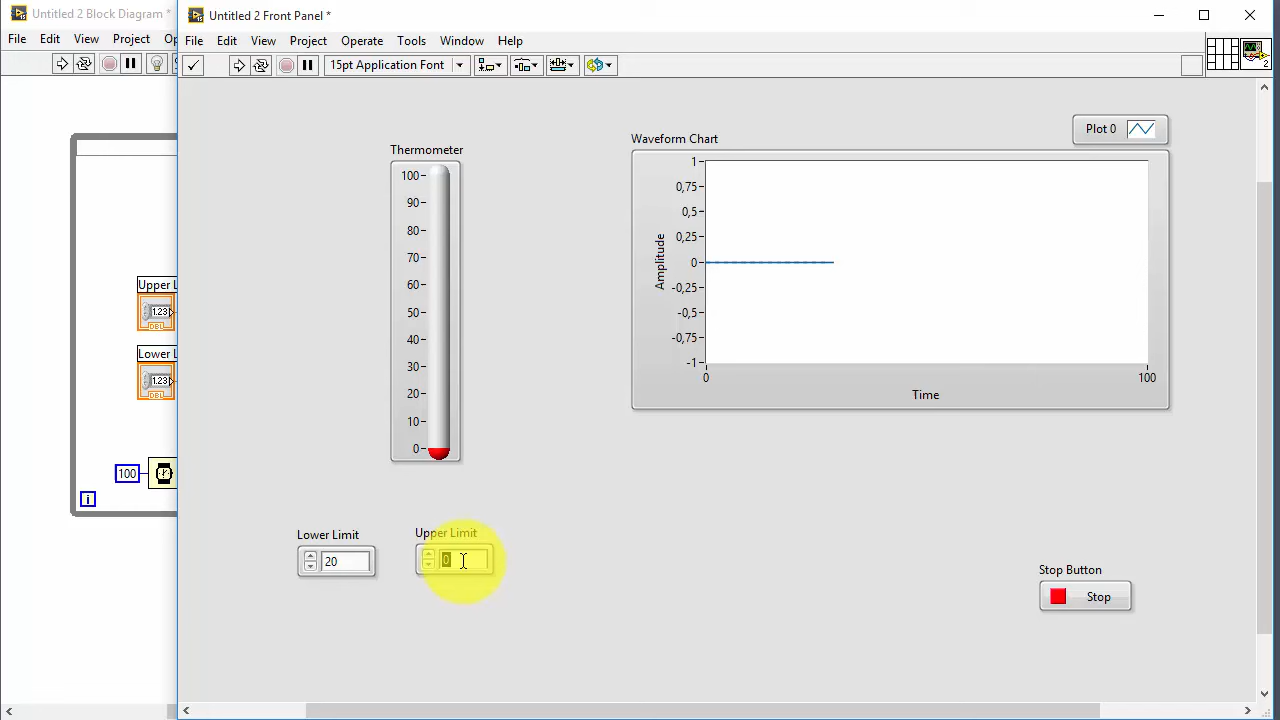 Untitled 2 Block Diagram *
File Edit View Project Op
Upper L
1.23
DBL
Lower L
1.23
DBL
100
i
Untitled 2 Front Panel *
File Edit View Project Operate Tools Window Help
15pt Application Font
2
Thermometer
100
90
80
70
60
50
40
30
20
10
0
Plot 0
Waveform Chart
Amplitude
1
0,75
0,5
0,25
0
-0,25
-0,5
-0,75
-1
0 100
Time
Lower Limit
20
Upper Limit
0
Stop Button
Stop